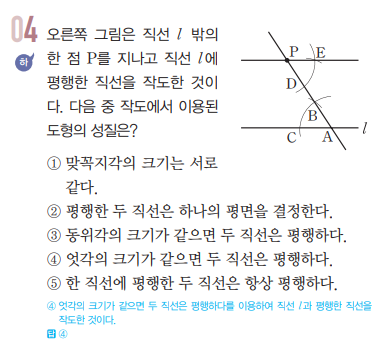 04
하
오른쪽 그림은 직선 l 밖의
한 점 P를 지나고 직선 l에
평행한 직선을 작도한 것이
다. 다음 중 작도에서 이용된
도형의 성질은?
P E
D
B
C A l
① 맞꼭지각의 크기는 서로
같다.
② 평행한 두 직선은 하나의 평면을 결정한다.
③ 동위각의 크기가 같으면 두 직선은 평행하다.
④ 엇각의 크기가 같으면 두 직선은 평행하다.
⑤ 한 직선에 평행한 두 직선은 항상 평행하다.
④ 엇각의 크기가 같으면 두 직선은 평행하다를 이용하여 직선 l과 평행한 직선을
작도한 것이다.
답 ④